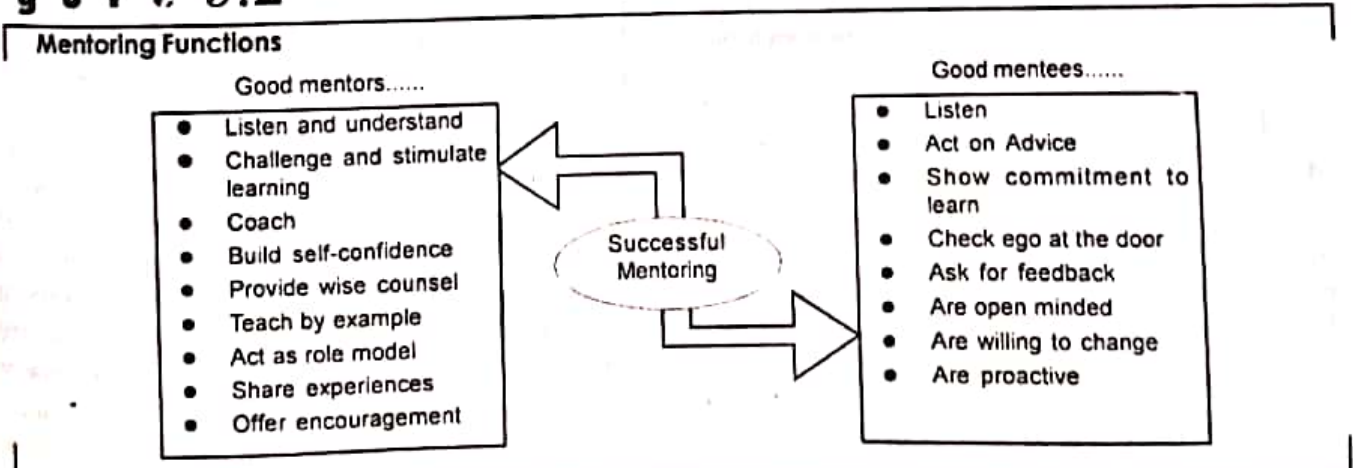 Mentoring Functions
Good mentors......
● Listen and understand
● Challenge and stimulate
learning
● Coach
● Build self-confidence
● Provide wise counsel
● Teach by example
● Act as role model
● Share experiences
● Offer encouragement
Successful
Mentoring
Good mentees......
● Listen
● Act on Advice
● Show commitment to
learn
● Check ego at the door
● Ask for feedback
● Are open minded
● Are willing to change
● Are proactive